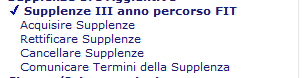 ✓ Supplenze III anno percorso FIT
Acquisire Supplenze
Rettificare Supplenze
Cancellare Supplenze
Comunicare Termini della Supplenza